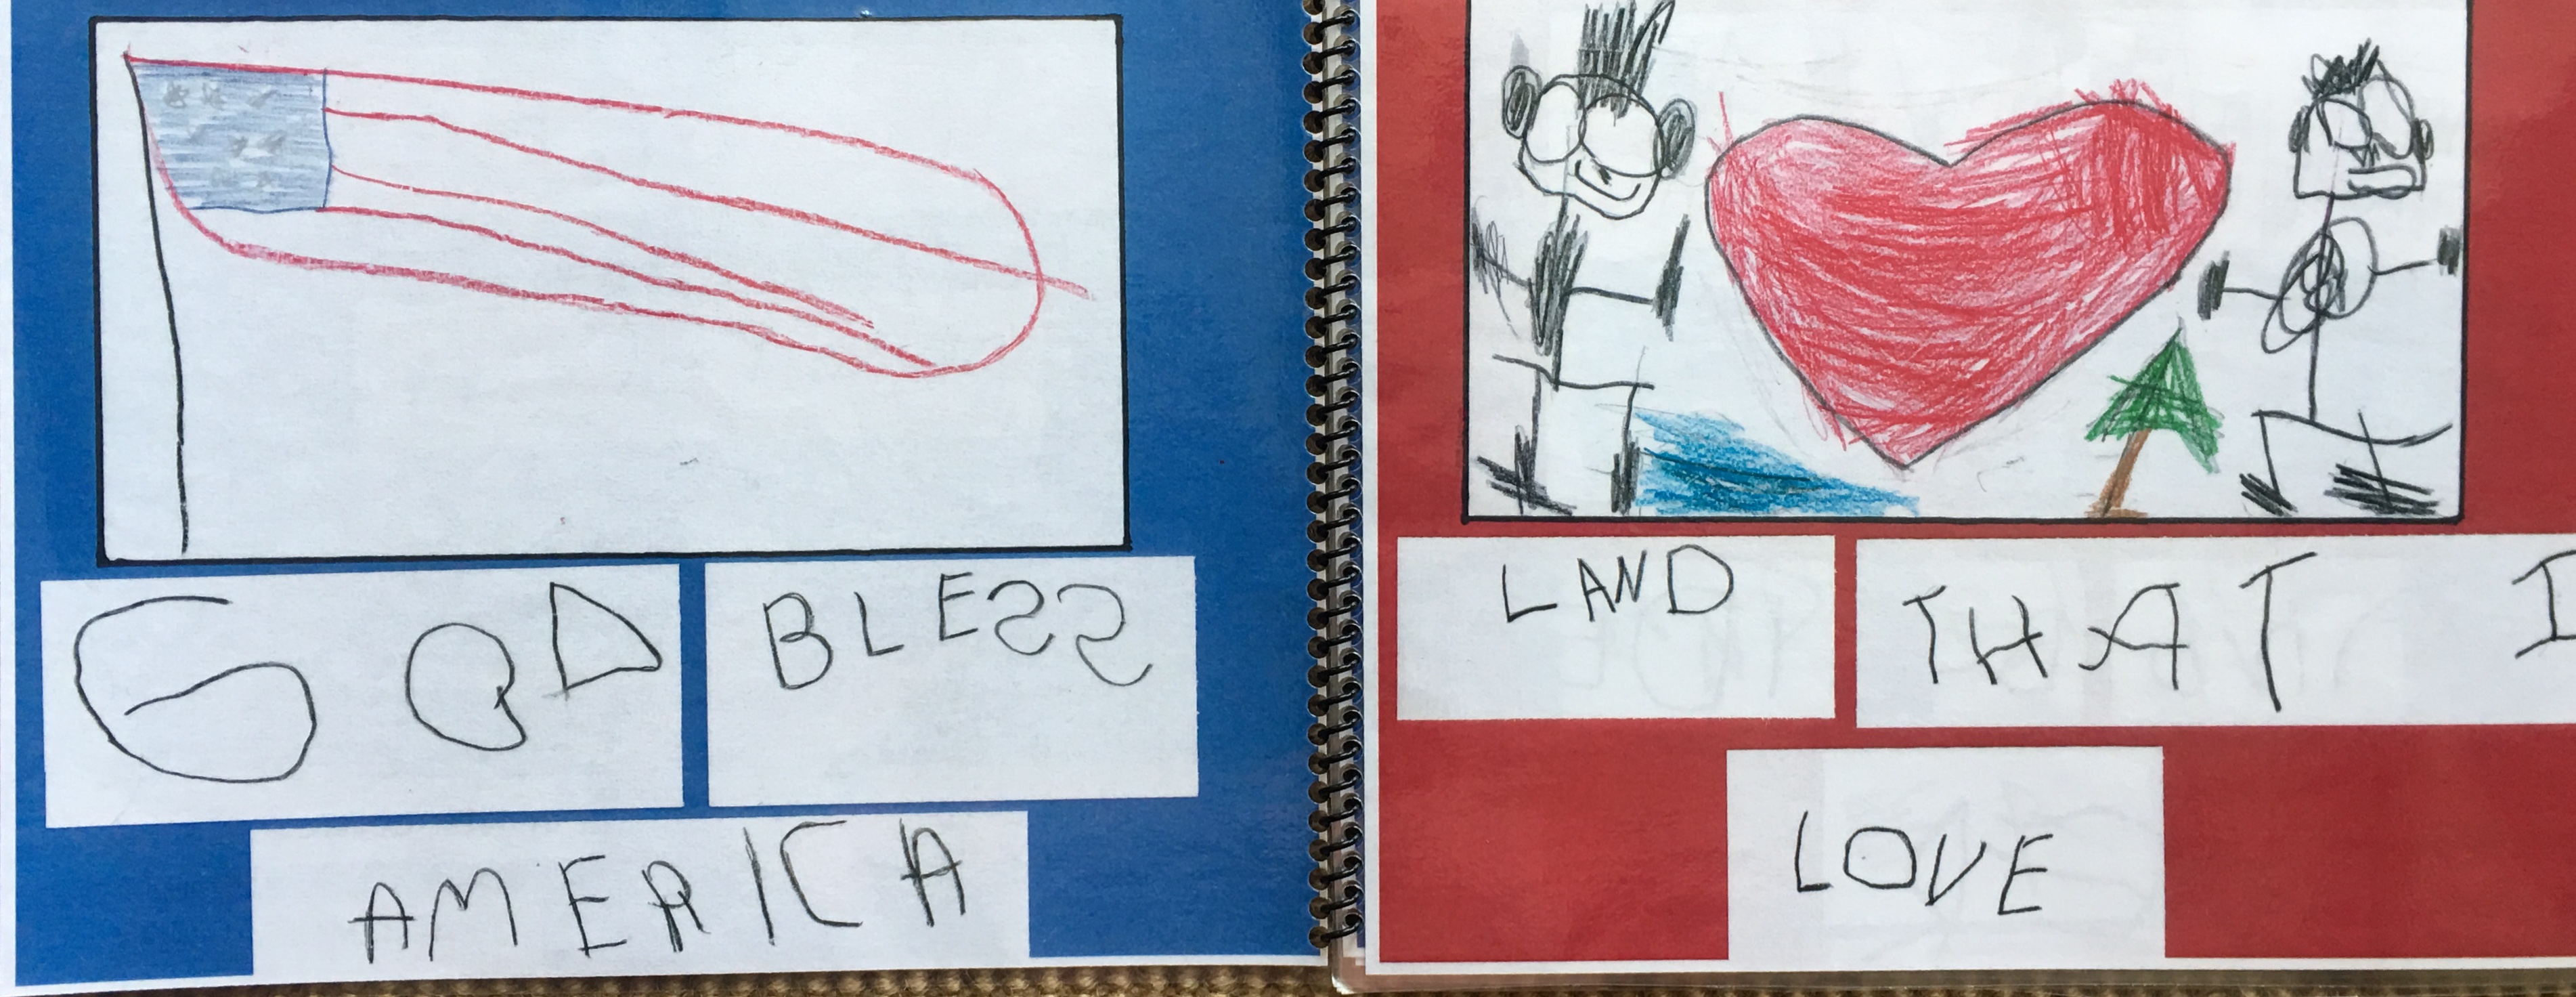 GOD BLESS
AMERICA
LAND THAT I
LOVE